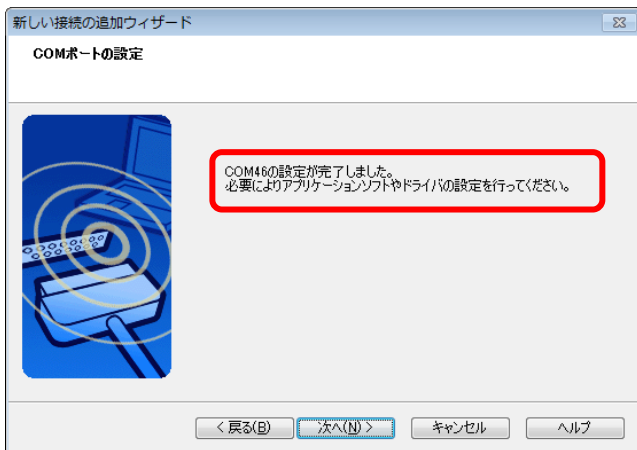 新しい接続の追加ウィザード
COMポートの設定
COM46の設定が完了しました。
必要によりアプリケーションソフトやドライバの設定を行ってください。
< 戻る(B) 次へ(N) > キャンセル ヘルプ